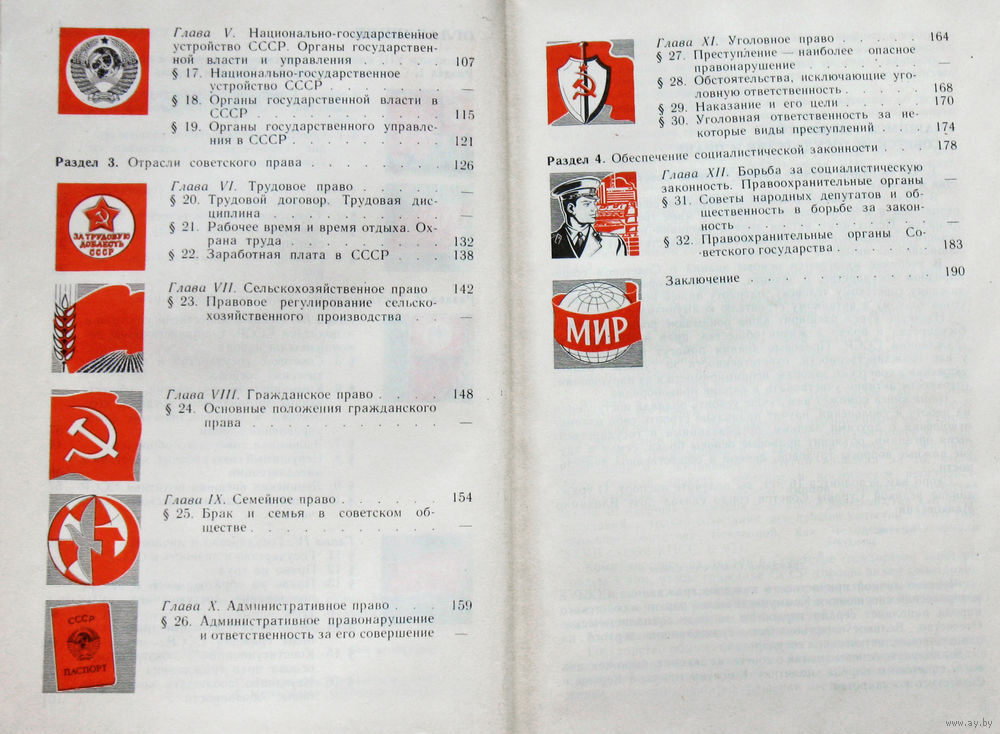 Глава V. Национально-государственное
устройство СССР. Органы государствен-
ной власти и управления . . . . . 107
§ 17. Национально-государственное
устройство СССР . . . . . . . —
§ 18. Органы государственной власти в
СССР . . . . . . . . . . . 115
§ 19. Органы государственного управле-
ния в СССР . . . . . . . . . 121
Раздел 3. Отрасли советского права . . . . . . 126
ЗА ТРУДОВУЮ
ДОБЛЕСТЬ
СССР
Глава VI. Трудовое право . . . . . —
§ 20. Трудовой договор. Трудовая дис-
циплина . . . . . . . . . . —
§ 21. Рабочее время и время отдыха. Ох-
рана труда . . . . . . . . . 132
§ 22. Заработная плата в СССР . . . 138
Глава VII. Сельскохозяйственное право 142
§ 23. Правовое регулирование сельско-
хозяйственного производства . . —
Глава VIII. Гражданское право . . . . 148
§ 24. Основные положения гражданского
права . . . . . . . . . . . —
Глава IX. Семейное право . . . . . . 154
§ 25. Брак и семья в советском об-
ществе . . . . . . . . . . . —
СССР
ПАСПОРТ
Глава X. Административное право . . . 159
§ 26. Административное правонарушение
и ответственность за его совершение —
Глава XI. Уголовное право . . . . . 164
§ 27. Преступление — наиболее опасное
правонарушение . . . . . . . —
§ 28. Обстоятельства, исключающие уго-
ловную ответственность . . . . . 168
§ 29. Наказание и его цели . . . . . 170
§ 30. Уголовная ответственность за не-
которые виды преступлений . . . . 174
Раздел 4. Обеспечение социалистической законности . . . 178
Глава XII. Борьба за социалистическую
законность. Правоохранительные органы —
§ 31. Советы народных депутатов и об-
щественность в борьбе за закон-
ность . . . . . . . . . . . —
§ 32. Правоохранительные органы Со-
ветского государства . . . . . . 183
Заключение . . . . . . . . . . . 190
МИР
www.ay.by